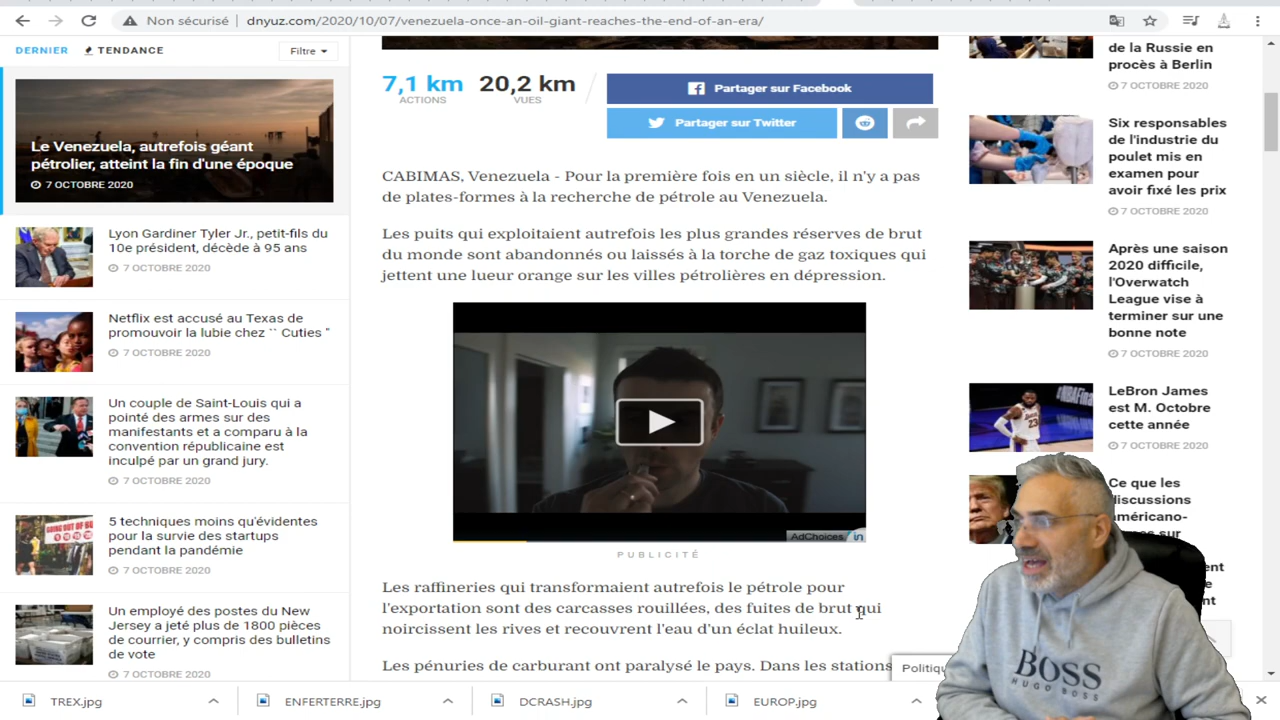 Non sécurisé
dnyuz.com/2020/10/07/venezuela-once-an-oil-giant-reaches-the-end-of-an-era/
DERNIER
TENDANCE
Filtre
Le Venezuela, autrefois géant
pétrolier, atteint la fin d'une époque
7 OCTOBRE 2020
Lyon Gardiner Tyler Jr., petit-fils du
10e président, décède à 95 ans
7 OCTOBRE 2020
Netflix est accusé au Texas de
promouvoir la lubie chez `` Cuties "
7 OCTOBRE 2020
Un couple de Saint-Louis qui a
pointé des armes sur des
manifestants et a comparu à la
convention républicaine est
inculpé par un grand jury.
7 OCTOBRE 2020
5 techniques moins qu'évidentes
pour la survie des startups
pendant la pandémie
7 OCTOBRE 2020
Un employé des postes du New
Jersey a jeté plus de 1800 pièces
de courrier, y compris des bulletins
de vote
7 OCTOBRE 2020
7,1 km
ACTIONS
20,2 km
VUES
Partager sur Facebook
Partager sur Twitter
CABIMAS, Venezuela - Pour la première fois en un siècle, il n'y a pas
de plates-formes à la recherche de pétrole au Venezuela.
Les puits qui exploitaient autrefois les plus grandes réserves de brut
du monde sont abandonnés ou laissés à la torche de gaz toxiques qui
jettent une lueur orange sur les villes pétrolières en dépression.
AdChoices
in
PUBLICITÉ
Les raffineries qui transformaient autrefois le pétrole pour
l'exportation sont des carcasses rouillées, des fuites de brut qui
noircissent les rives et recouvrent l'eau d'un éclat huileux.
Les pénuries de carburant ont paralysé le pays. Dans les stations
Politiqu
de la Russie en
procès à Berlin
7 OCTOBRE 2020
Six responsables
de l'industrie du
poulet mis en
examen pour
avoir fixé les prix
7 OCTOBRE 2020
Après une saison
2020 difficile,
l'Overwatch
League vise à
terminer sur une
bonne note
7 OCTOBRE 2020
LeBron James
est M. Octobre
cette année
7 OCTOBRE 2020
Ce que les
discussions
américano-
sur
BOSS
HUGO BOSS
TREX.jpg
ENFERTERRE.jpg
DCRASH.jpg
EUROP.jpg